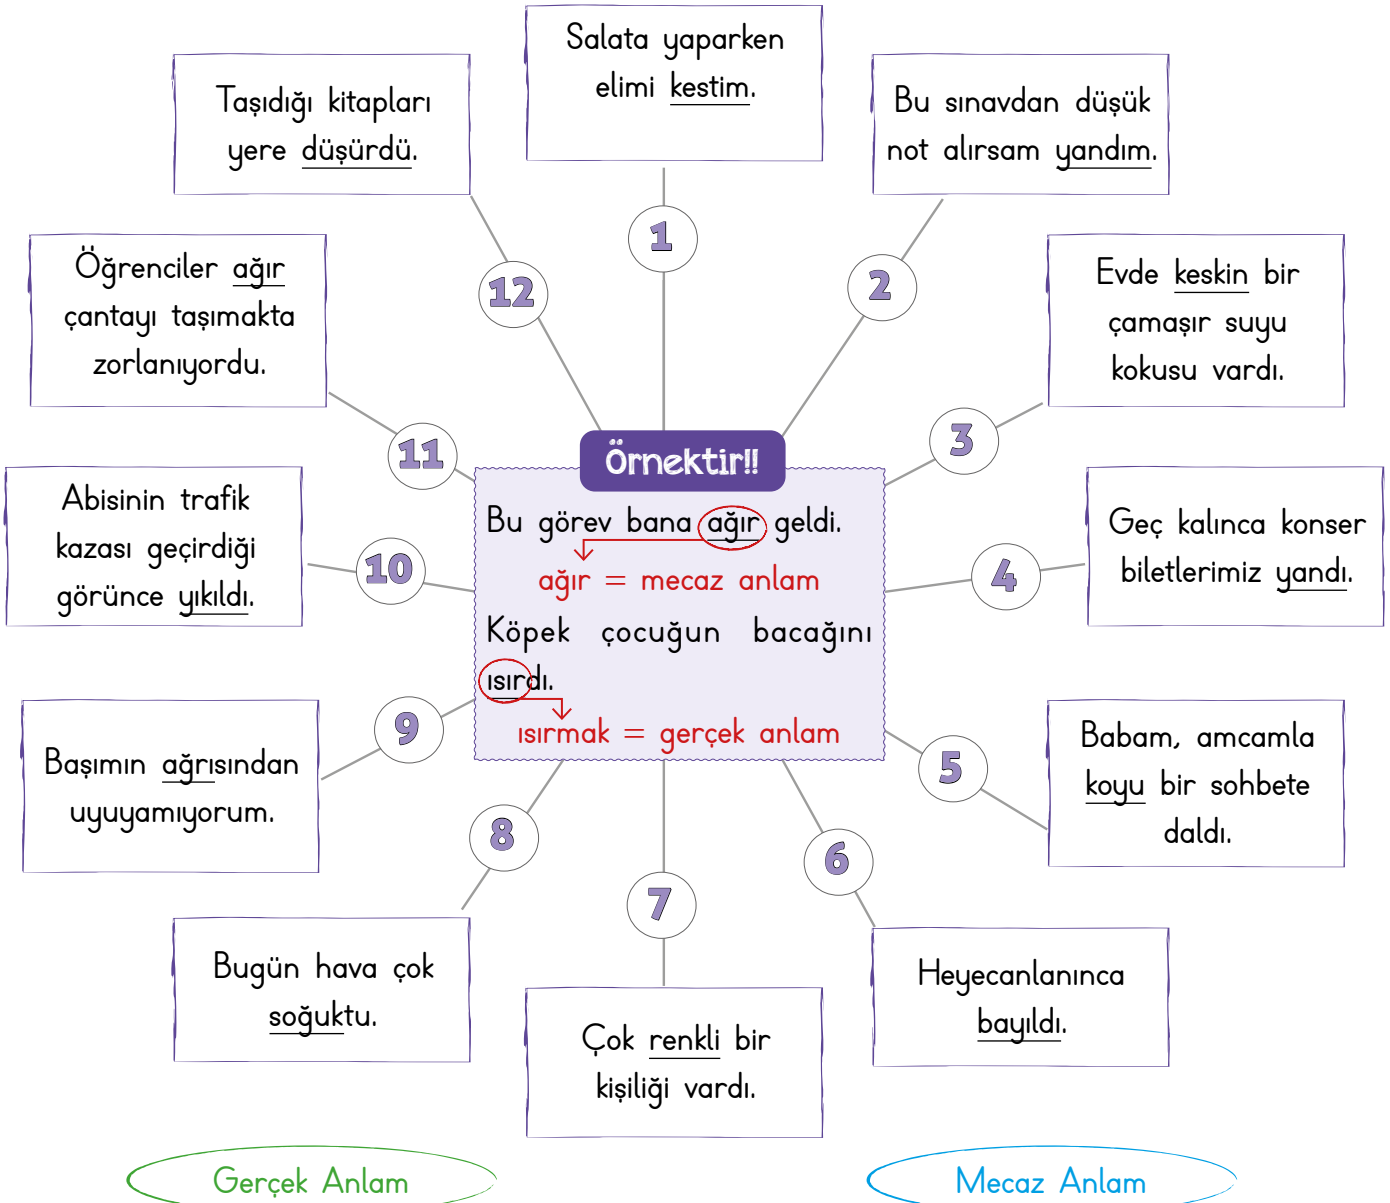 Salata yaparken
elimi kestim.
1
Bu sınavdan düşük
not alırsam yandım.
2
Evde keskin bir
çamaşır suyu
kokusu vardı.
3
Geç kalınca konser
biletlerimiz yandı.
4
Babam, amcamla
koyu bir sohbete
daldı.
5
Heyecanlanınca
bayıldı.
6
Çok renkli bir
kişiliği vardı.
7
Bugün hava çok
soğuktu.
8
Başımın ağrısından
uyuyamıyorum.
9
Abisinin trafik
kazası geçirdiği
görünce yıkıldı.
10
Öğrenciler ağır
çantayı taşımakta
zorlanıyordu.
11
Taşıdığı kitapları
yere düşürdü.
12
Örnektir!!
Bu görev bana ağır geldi.
ağır = mecaz anlam
Köpek çocuğun bacağını
ısırdı.
ısırmak = gerçek anlam
Gerçek Anlam
Mecaz Anlam